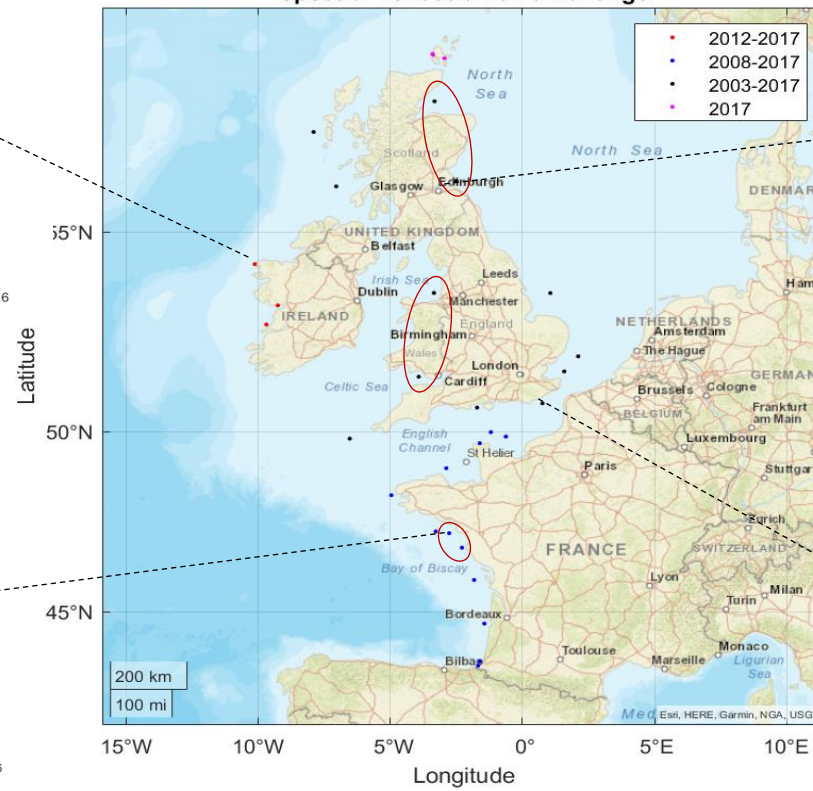 2012-2017
2008-2017
2003-2017
2017
North
Sea
North Sea
Scotland
Glasgow
Edinburgh
DENMAR
55°N
UNITED KINGDOM
Belfast
Leeds
Irish Sea
Ham
Dublin
Manchester
IRELAND
England
NETHERLANDS
Birmingham
Amsterdam
The Hague
Wales
London
GERMAN
Celtic Sea
Cardiff
Brussels
Cologne
Frankfurt
am Main
BELGIUM
50°N
English
Channel
Luxembourg
St Helier
Paris
Stuttgar
Zurich
FRANCE
SWITZERLAND
Bay of Biscay
Lyon
Milan
Turin
45°N
Bordeaux
Toulouse
Monaco
Bilba
Marseille
Ligurian
Sea
200 km
100 mi
Med
Esri, HERE, Garmin, NGA, USG
15°W
10°W
5°W
0°
5°E
10°E
Longitude
Latitude